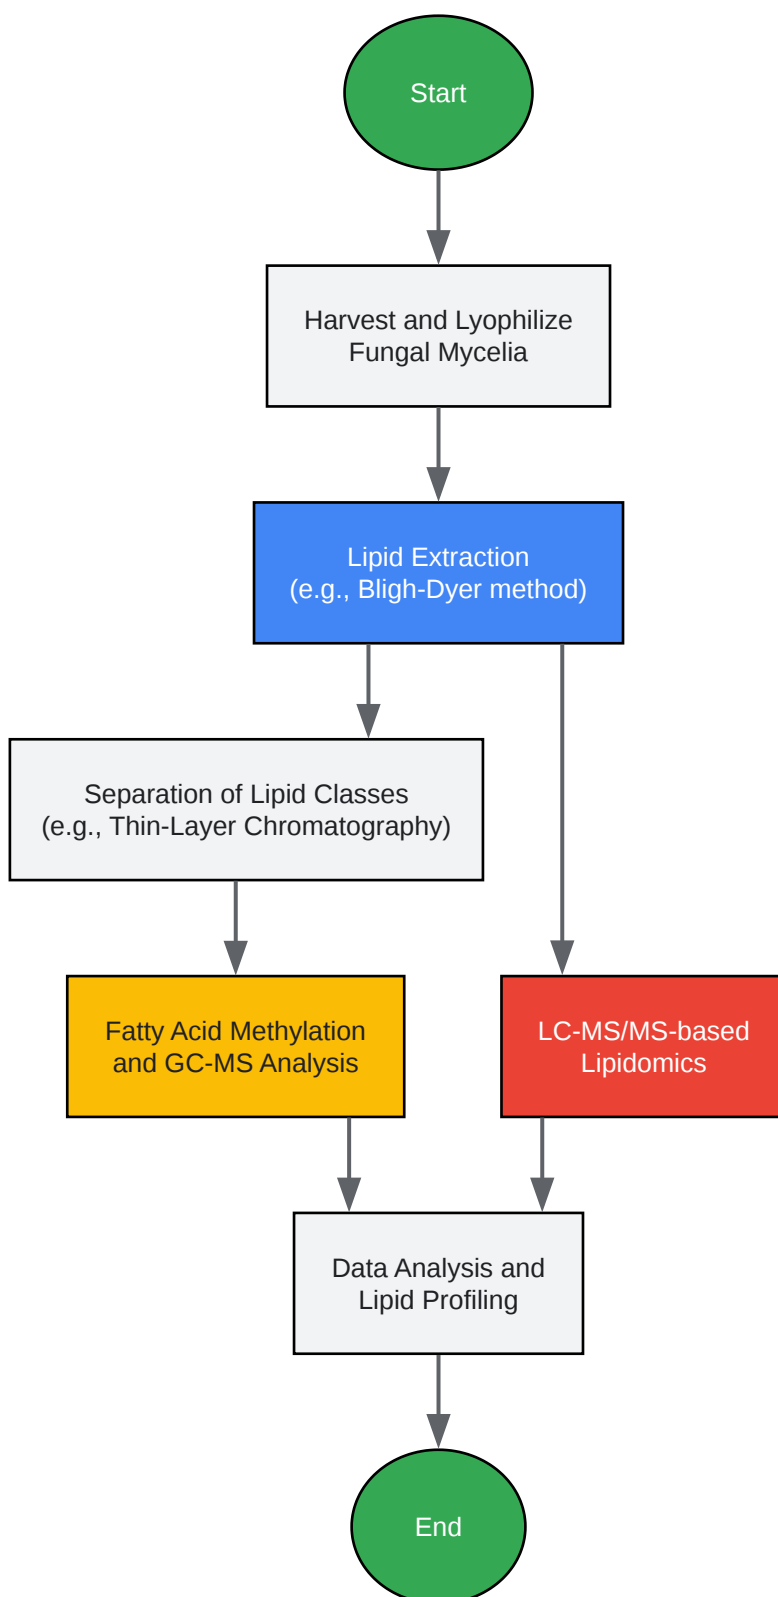 Start
Harvest and Lyophilize
Fungal Mycelia
Lipid Extraction
(e.g., Bligh-Dyer method)
Separation of Lipid Classes
(e.g., Thin-Layer Chromatography)
Fatty Acid Methylation
and GC-MS Analysis
LC-MS/MS-based
Lipidomics
Data Analysis and
Lipid Profiling
End